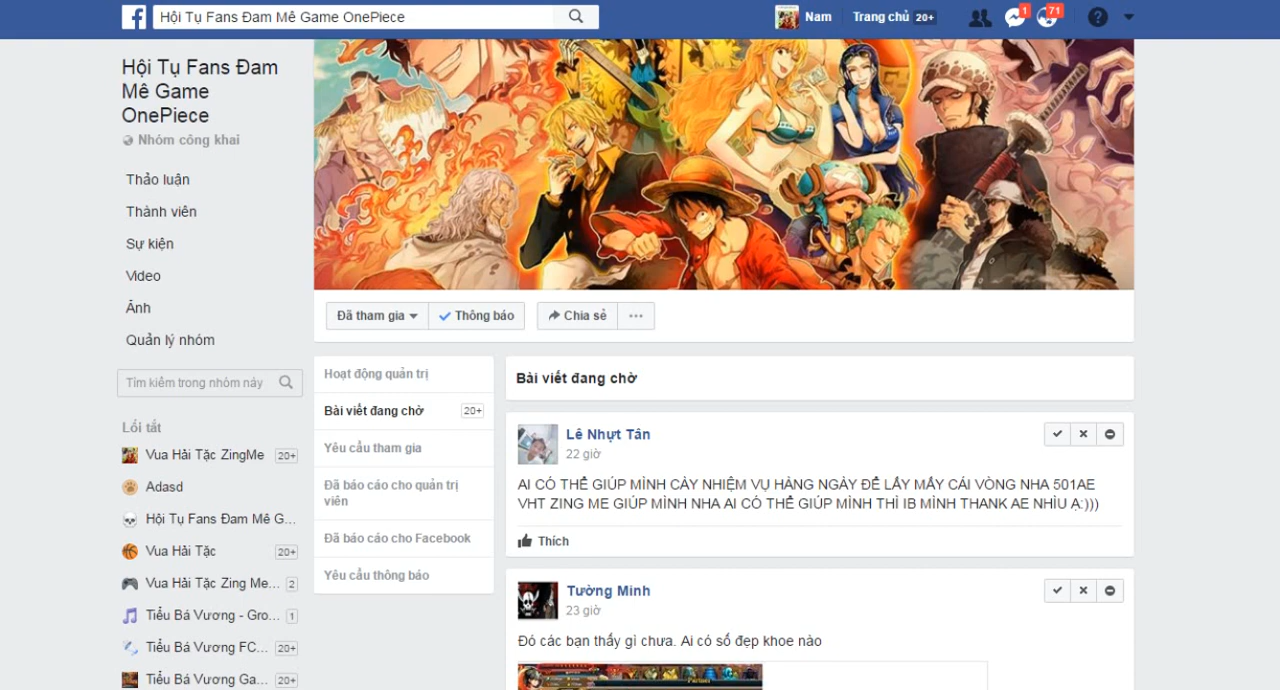 Hội Tụ Fans Đam Mê Game OnePiece
Nam
Trang chủ 20+
1
71
Hội Tụ Fans Đam
Mê Game
OnePiece
Nhóm công khai
Thảo luận
Thành viên
Sự kiện
Video
Ảnh
Quản lý nhóm
Tìm kiếm trong nhóm này
Lối tắt
Vua Hải Tặc ZingMe 20+
Adasd
Hội Tụ Fans Đam Mê G...
Vua Hải Tặc 20+
Vua Hải Tặc Zing Me... 2
Tiểu Bá Vương - Gro... 1
Tiểu Bá Vương FC... 20+
Tiểu Bá Vương Ga... 20+
Đã tham gia
Thông báo
Chia sẻ
Hoạt động quản trị
Bài viết đang chờ 20+
Yêu cầu tham gia
Đã báo cáo cho quản trị
viên
Đã báo cáo cho Facebook
Yêu cầu thông báo
Bài viết đang chờ
Lê Nhựt Tân
22 giờ
AI CÓ THỂ GIÚP MÌNH CÀY NHIỆM VỤ HÀNG NGÀY ĐỂ LẤY MẤY CÁI VÒNG NHA 501AE
VHT ZING ME GIÚP MÌNH NHA AI CÓ THỂ GIÚP MÌNH THÌ IB MÌNH THANK AE NHÌU Ạ:)))
Thích
Tường Minh
23 giờ
Đó các bạn thấy gì chưa. Ai có số đẹp khoe nào